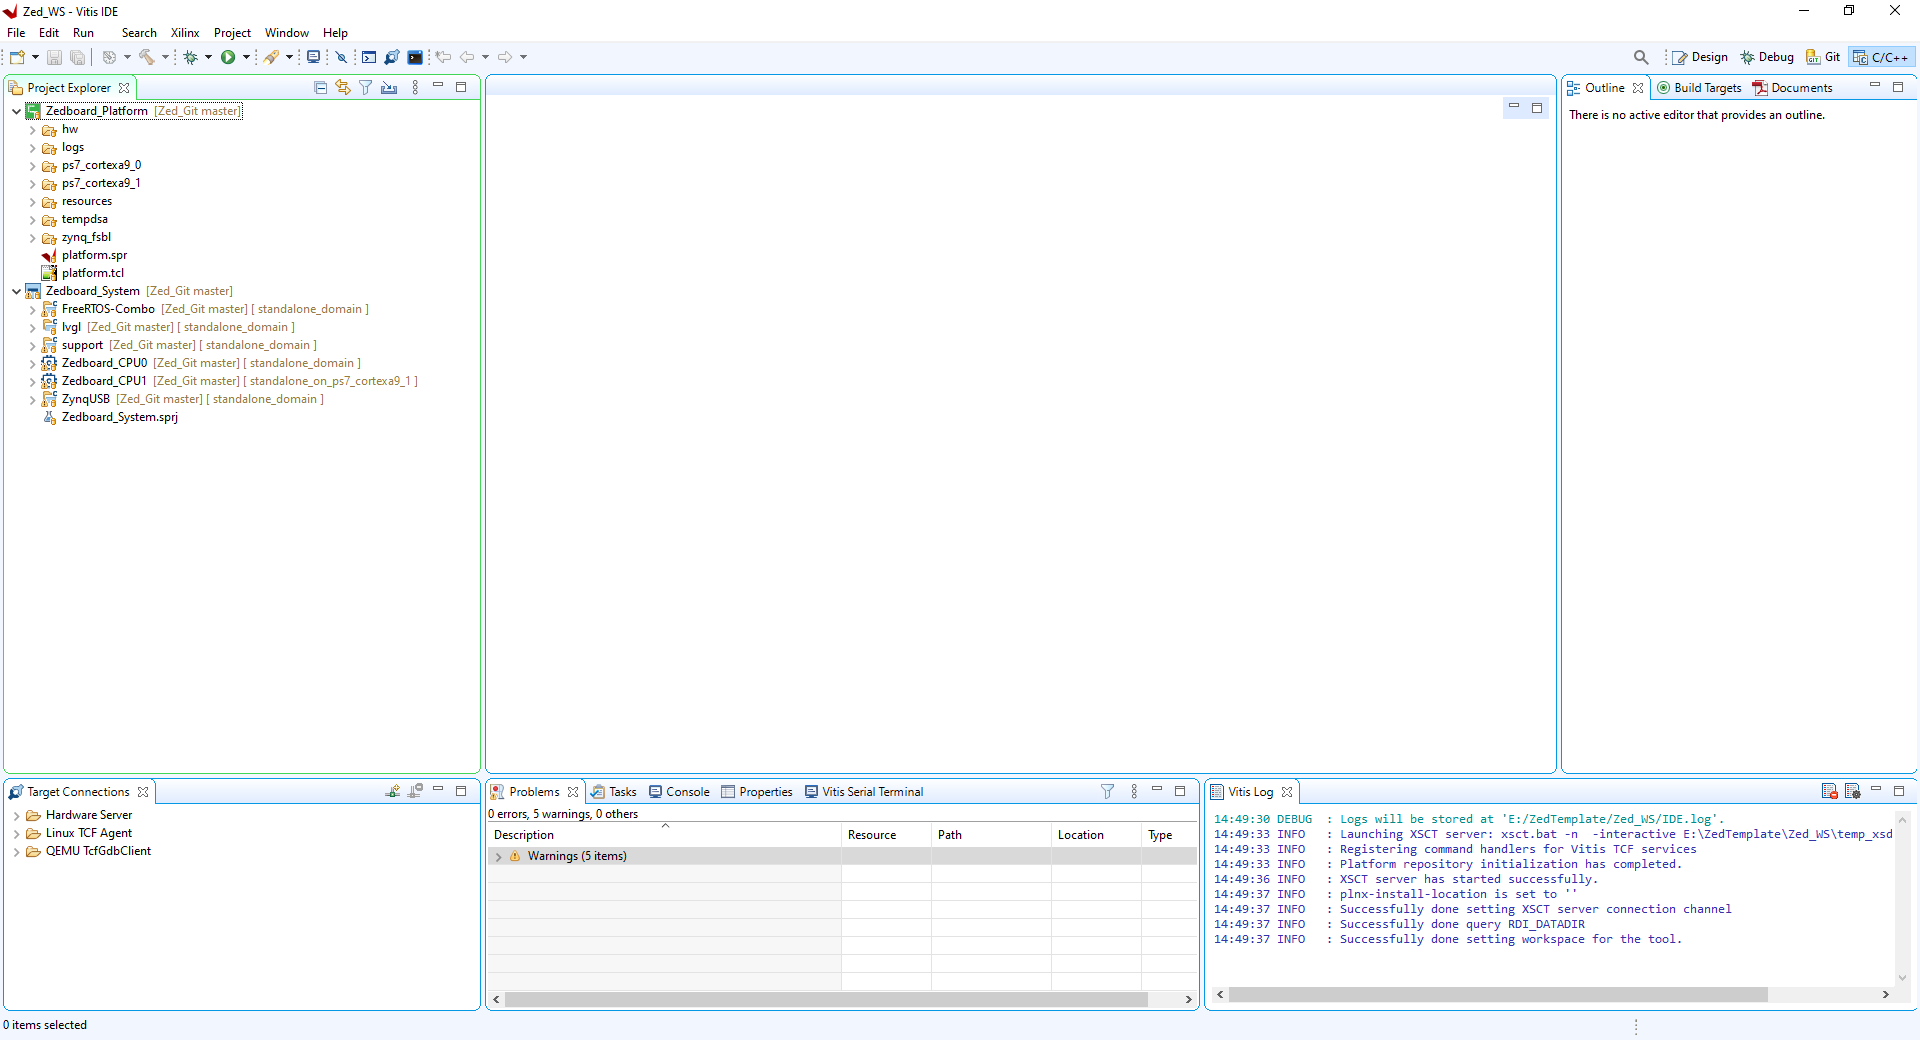 Zed_WS - Vitis IDE
File Edit Run Search Xilinx Project Window Help
Design Debug Git C/C++
Project Explorer
Zedboard_Platform [Zed_Git master]
hw
logs
ps7_cortexa9_0
ps7_cortexa9_1
resources
tempdsa
zynq_fsbl
platform.spr
platform.tcl
Zedboard_System [Zed_Git master]
FreeRTOS-Combo [Zed_Git master] [ standalone_domain ]
lvgl [Zed_Git master] [ standalone_domain ]
support [Zed_Git master] [ standalone_domain ]
Zedboard_CPU0 [Zed_Git master] [ standalone_domain ]
Zedboard_CPU1 [Zed_Git master] [ standalone_on_ps7_cortexa9_1 ]
ZynqUSB [Zed_Git master] [ standalone_domain ]
Zedboard_System.sprj
Outline Build Targets Documents
There is no active editor that provides an outline.
Target Connections
Hardware Server
Linux TCF Agent
QEMU TcfGdbClient
Problems Tasks Console Properties Vitis Serial Terminal
0 errors, 5 warnings, 0 others
Description Resource Path Location Type
Warnings (5 items)
Vitis Log
14:49:30 DEBUG : Logs will be stored at 'E:/ZedTemplate/Zed_WS/IDE.log'.
14:49:33 INFO : Launching XSCT server: xsct.bat -n -interactive E:\ZedTemplate\Zed_WS\temp_xsd
14:49:33 INFO : Registering command handlers for Vitis TCF services
14:49:33 INFO : Platform repository initialization has completed.
14:49:36 INFO : XSCT server has started successfully.
14:49:37 INFO : plnx-install-location is set to ''
14:49:37 INFO : Successfully done setting XSCT server connection channel
14:49:37 INFO : Successfully done query RDI_DATADIR
14:49:37 INFO : Successfully done setting workspace for the tool.
0 items selected